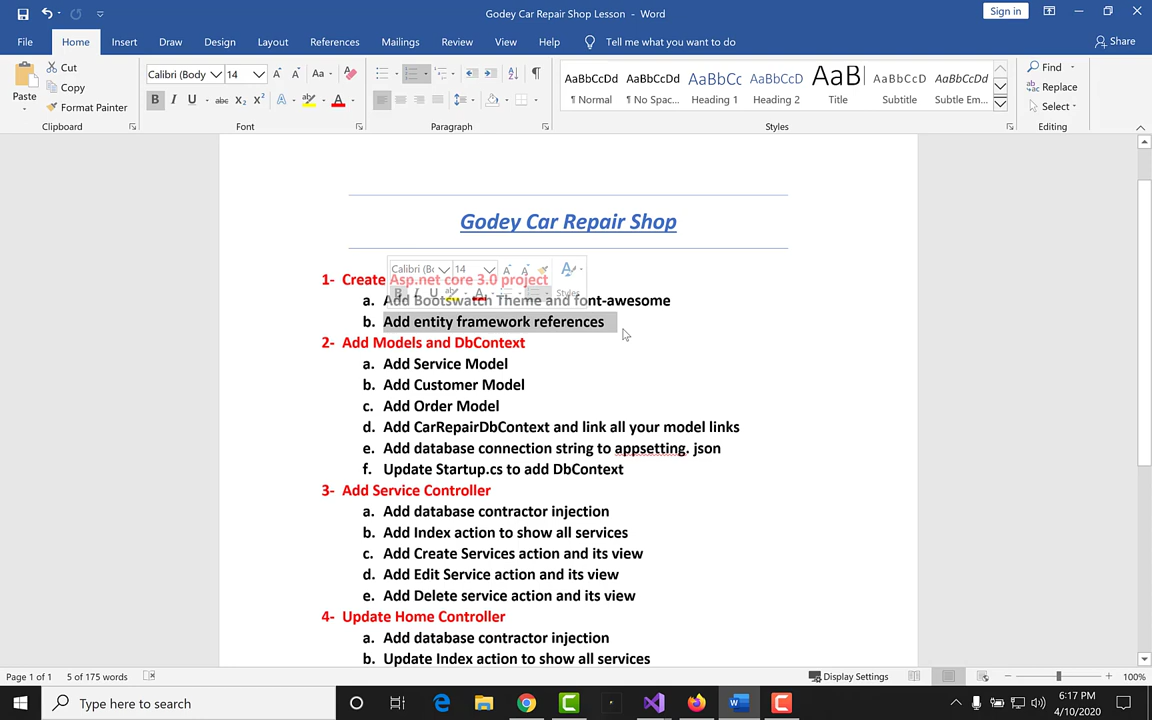 Godey Car Repair Shop Lesson - Word
Sign in
File Home Insert Draw Design Layout References Mailings Review View Help Tell me what you want to do
Share
Paste
Cut
Copy
Format Painter
Calibri (Body 14
Aa
B I U abc X₂ X² A A
AaBbCcDd AaBbCcDd AaBbCc AaBbCcD AaB AaBbCcD AaBbCcDd
¶ Normal ¶ No Spac... Heading 1 Heading 2 Title Subtitle Subtle Em...
Find
Replace
Select
Clipboard Font Paragraph Styles Editing
Godey Car Repair Shop
Calibri (Bc 14
B I U A Styles
1- Create Asp.net core 3.0 project
a. Add Bootswatch Theme and font-awesome
b. Add entity framework references
2- Add Models and DbContext
a. Add Service Model
b. Add Customer Model
c. Add Order Model
d. Add CarRepairDbContext and link all your model links
e. Add database connection string to appsetting. json
f. Update Startup.cs to add DbContext
3- Add Service Controller
a. Add database contractor injection
b. Add Index action to show all services
c. Add Create Services action and its view
d. Add Edit Service action and its view
e. Add Delete service action and its view
4- Update Home Controller
a. Add database contractor injection
b. Update Index action to show all services
Page 1 of 1 5 of 175 words Display Settings 100%
Type here to search
6:17 PM
4/10/2020